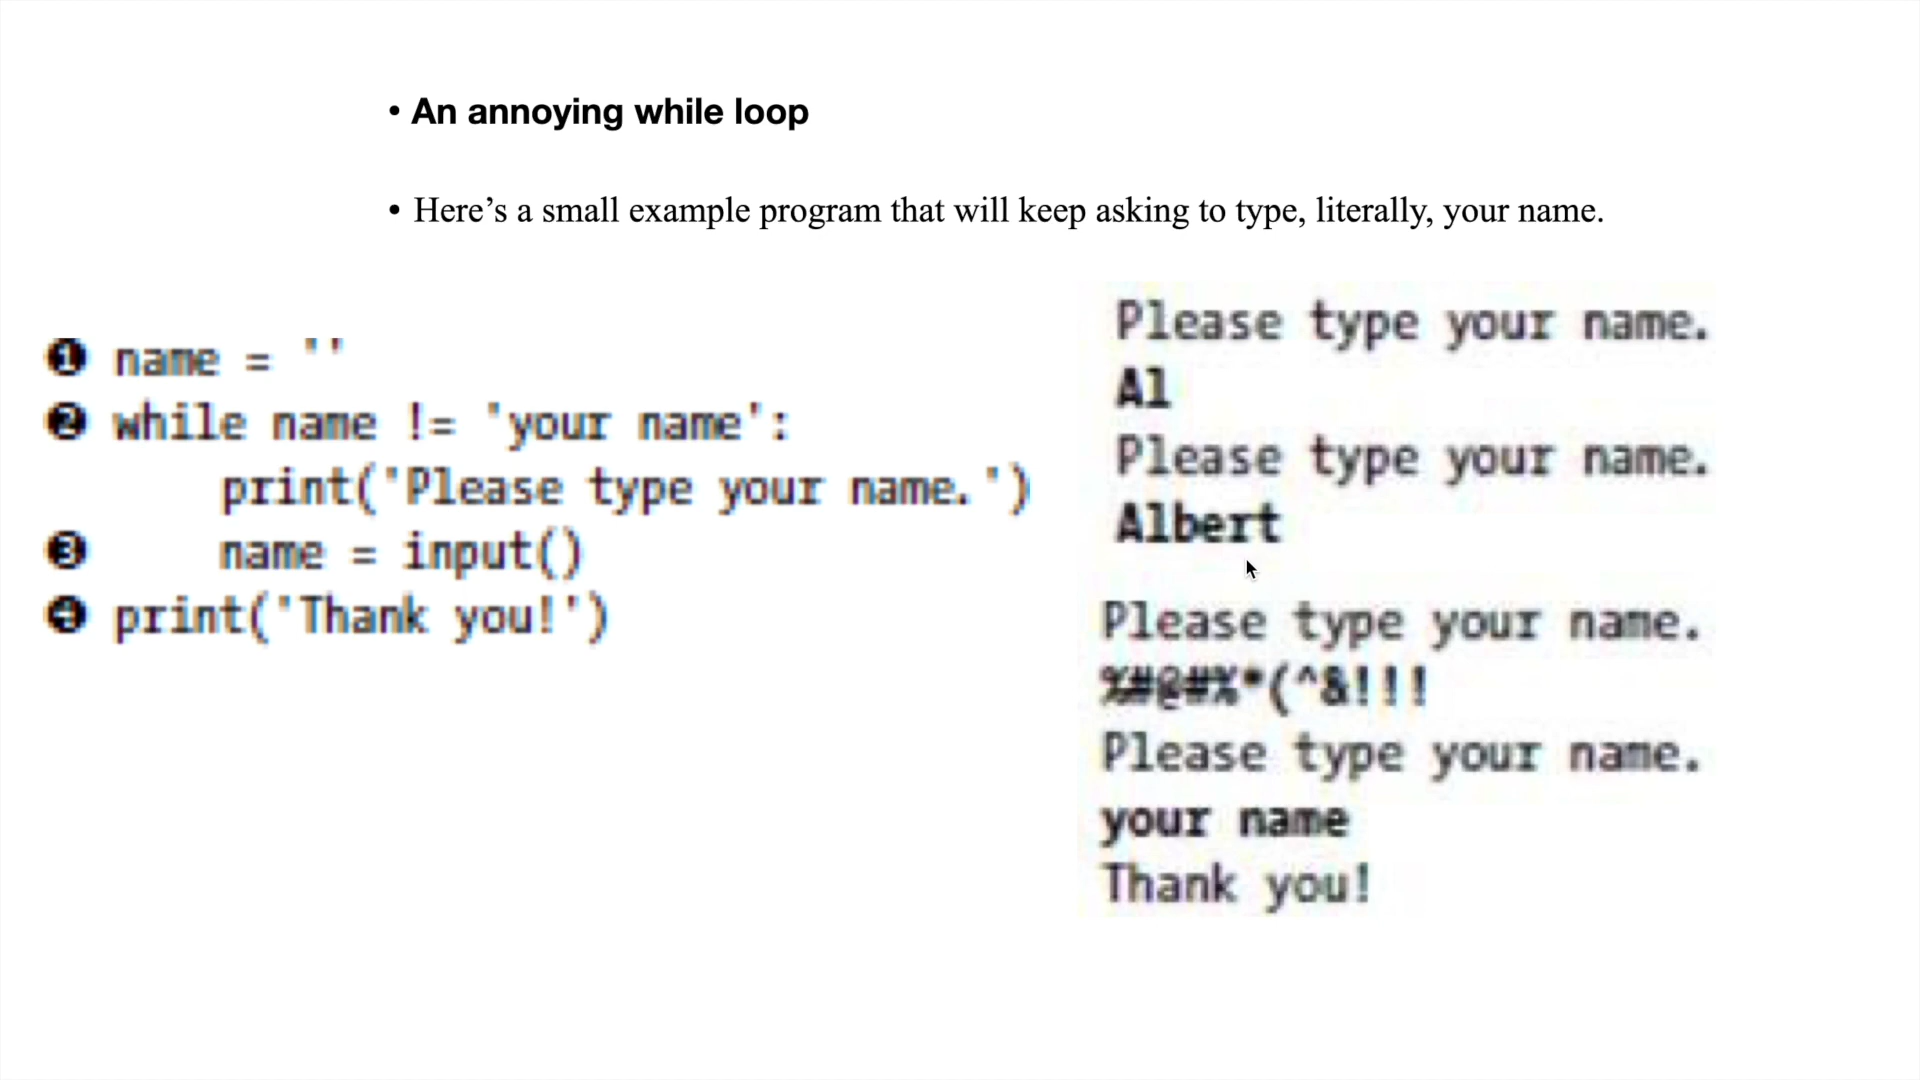 • An annoying while loop
• Here’s a small example program that will keep asking to type, literally, your name.
❶ name = ''
❷ while name != 'your name':
print('Please type your name.')
❸ name = input()
❹ print('Thank you!')
Please type your name.
Al
Please type your name.
Albert
Please type your name.
%#@#%*(^&!!!
Please type your name.
your name
Thank you!